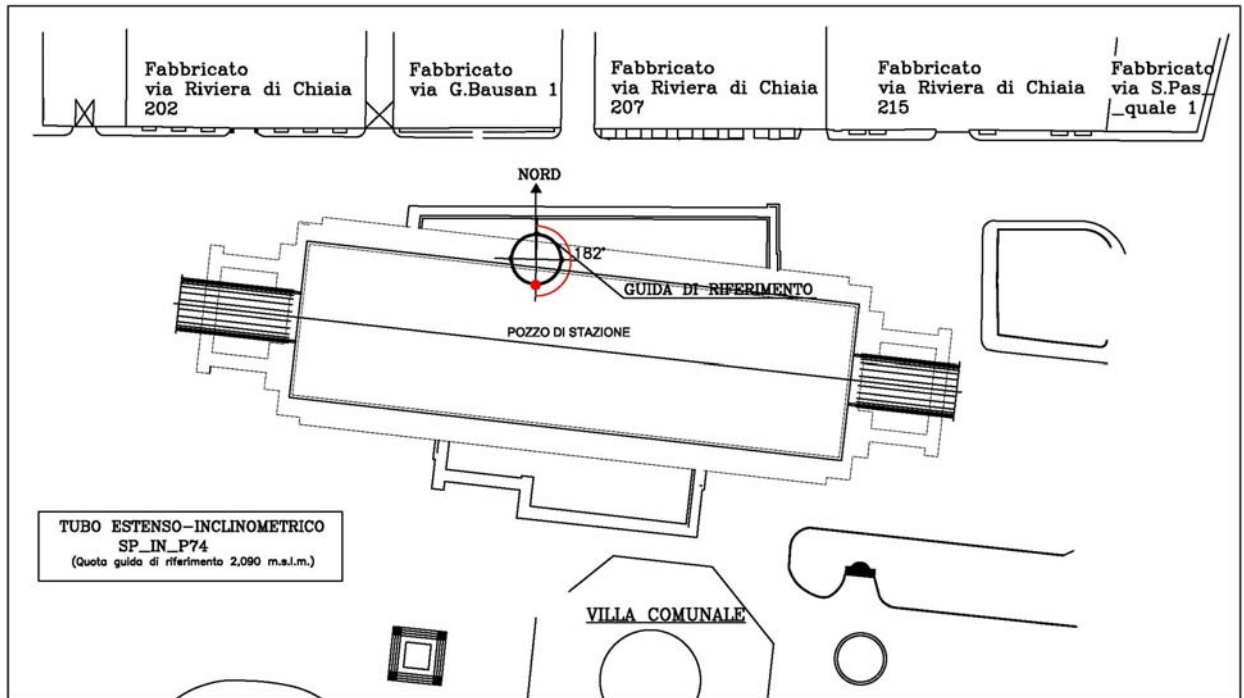 Fabbricato
via Riviera di Chiaia
202
Fabbricato
via G.Bausan 1
Fabbricato
via Riviera di Chiaia
207
Fabbricato
via Riviera di Chiaia
215
Fabbricato
via S.Pas_
_quale 1
NORD
182°
GUIDA DI RIFERIMENTO
POZZO DI STAZIONE
TUBO ESTENSO-INCLINOMETRICO
SP_IN_P74
(Quota guida di riferimento 2,090 m.s.l.m.)
VILLA COMUNALE